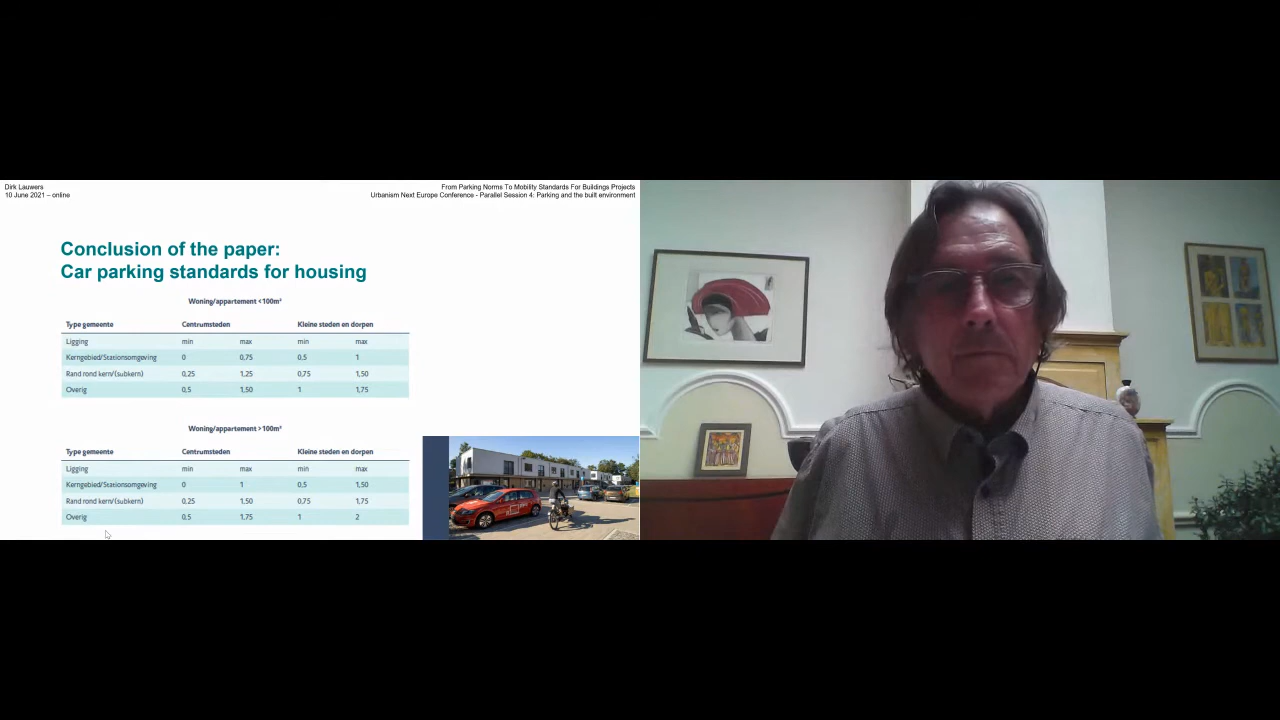 Dirk Lauwers
10 June 2021 – online
From Parking Norms To Mobility Standards For Buildings Projects
Urbanism Next Europe Conference - Parallel Session 4: Parking and the built environment
Conclusion of the paper:
Car parking standards for housing
Woning/appartement <100m²
Type gemeente Centrumsteden Kleine steden en dorpen
Ligging min max min max
Kerngebied/Stationsomgeving 0 0,75 0,5 1
Rand rond kern/(subkern) 0,25 1,25 0,75 1,50
Overig 0,5 1,50 1 1,75
Woning/appartement >100m²
Type gemeente Centrumsteden Kleine steden en dorpen
Ligging min max min max
Kerngebied/Stationsomgeving 0 1 0,5 1,50
Rand rond kern/(subkern) 0,25 1,50 0,75 1,75
Overig 0,5 1,75 1 2